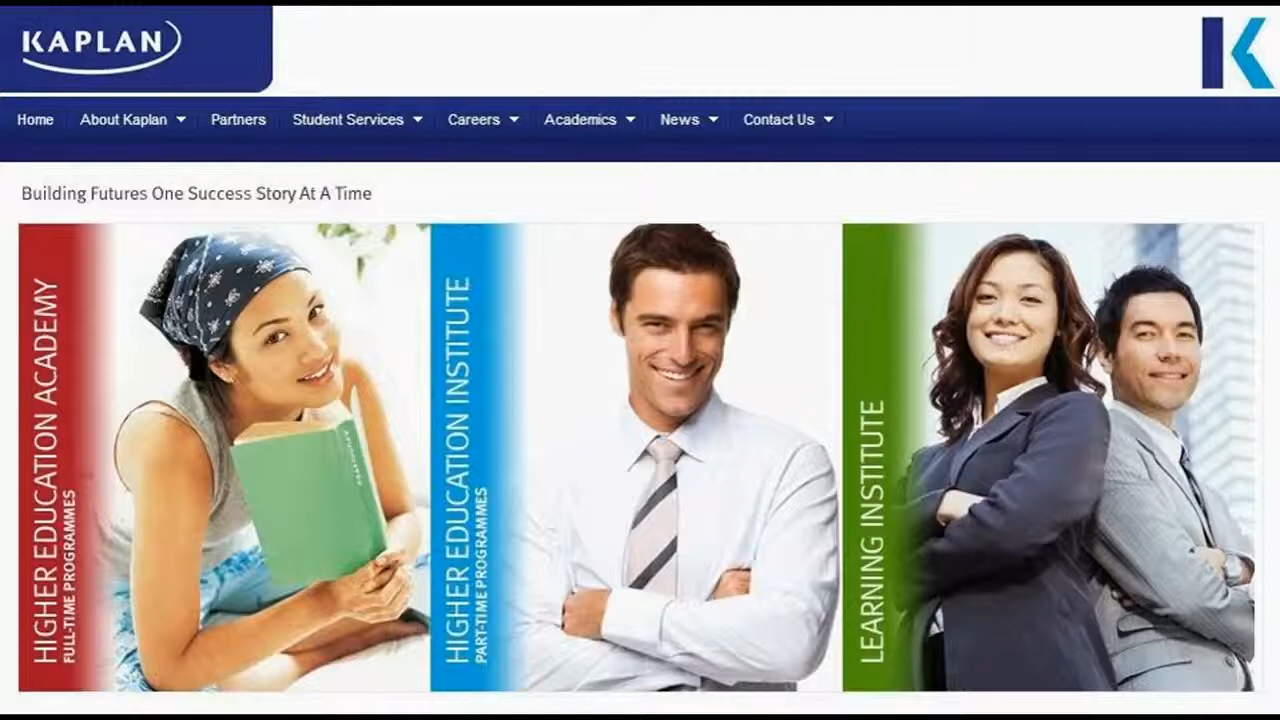 KAPLAN
K
Home About Kaplan Partners Student Services Careers Academics News Contact Us
Building Futures One Success Story At A Time
HIGHER EDUCATION ACADEMY
FULL-TIME PROGRAMMES
HIGHER EDUCATION INSTITUTE
PART-TIME PROGRAMMES
LEARNING INSTITUTE